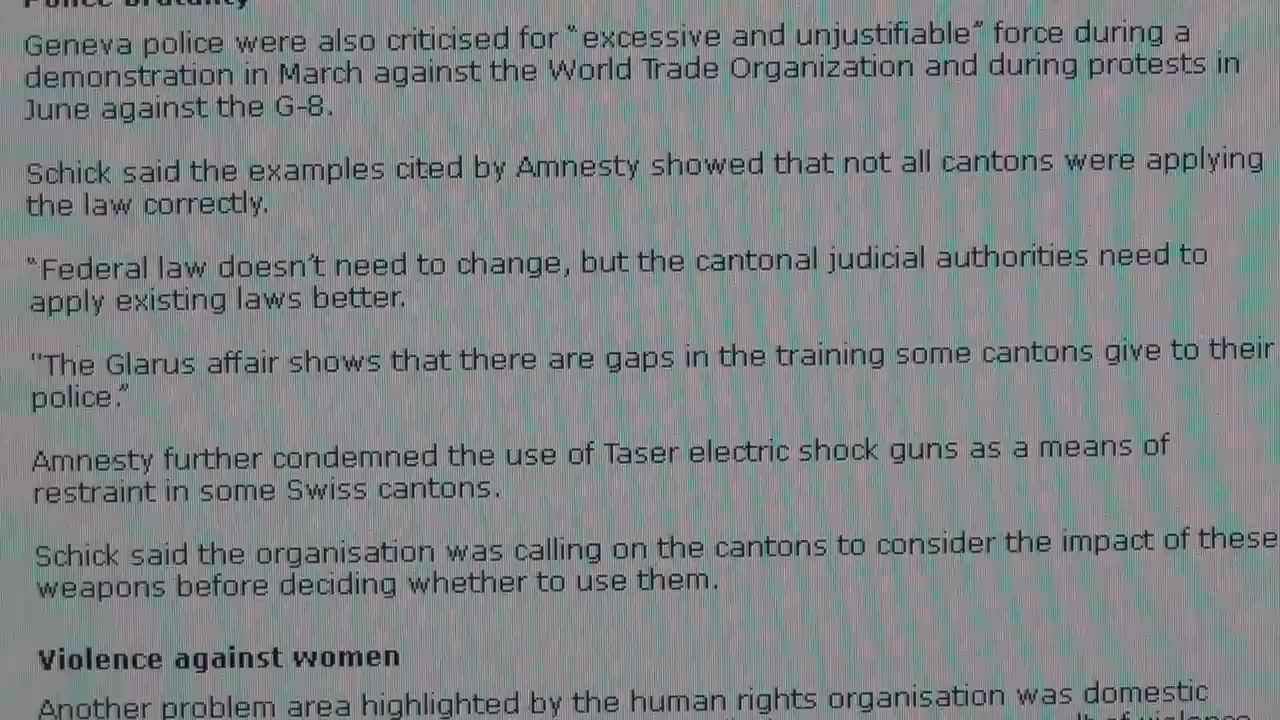 Police brutality
Geneva police were also criticised for “excessive and unjustifiable” force during a
demonstration in March against the World Trade Organization and during protests in
June against the G-8.
Schick said the examples cited by Amnesty showed that not all cantons were applying
the law correctly.
“Federal law doesn’t need to change, but the cantonal judicial authorities need to
apply existing laws better.
"The Glarus affair shows that there are gaps in the training some cantons give to their
police.”
Amnesty further condemned the use of Taser electric shock guns as a means of
restraint in some Swiss cantons.
Schick said the organisation was calling on the cantons to consider the impact of these
weapons before deciding whether to use them.
Violence against women
Another problem area highlighted by the human rights organisation was domestic
of violence